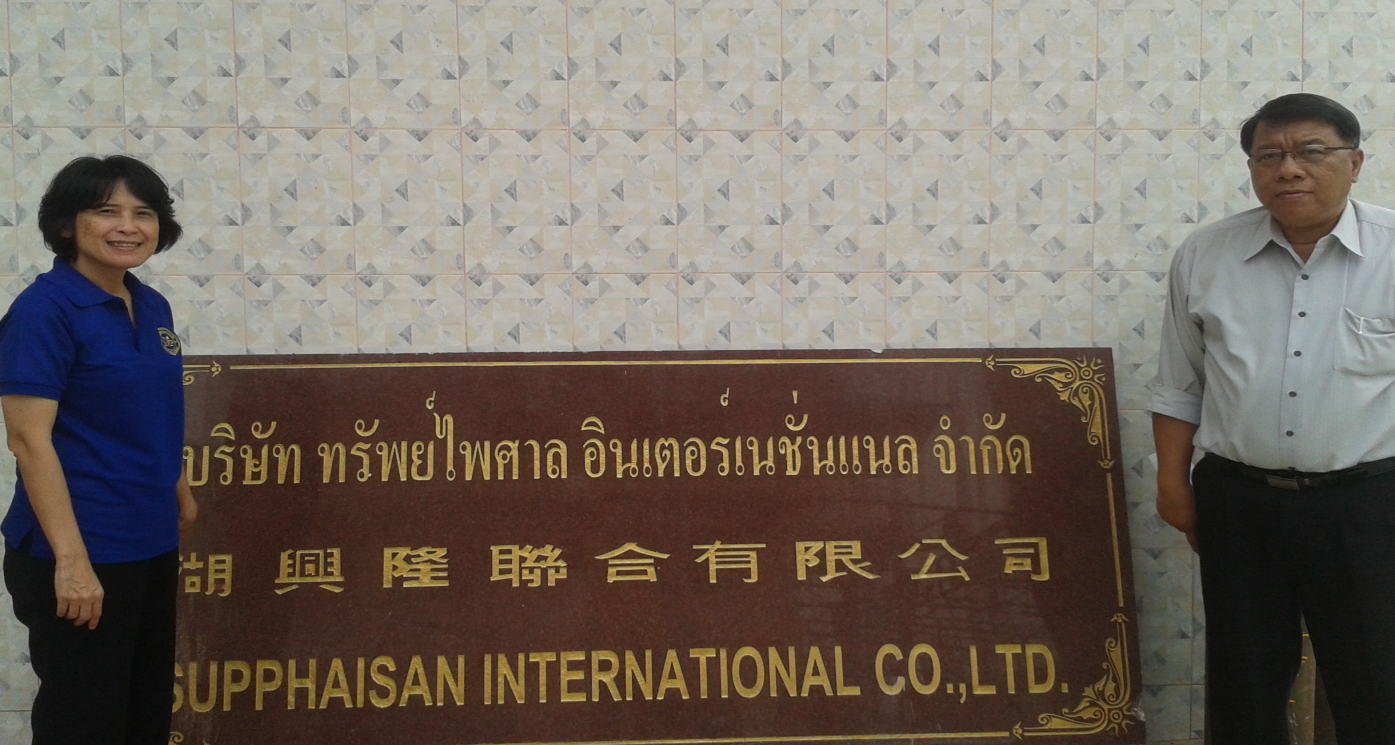 บริษัท ทรัพย์ไพศาล อินเตอร์เนชั่นแนล จำกัด
胡興隆聯合有限公司
SUPPHAISAN INTERNATIONAL CO.,LTD.